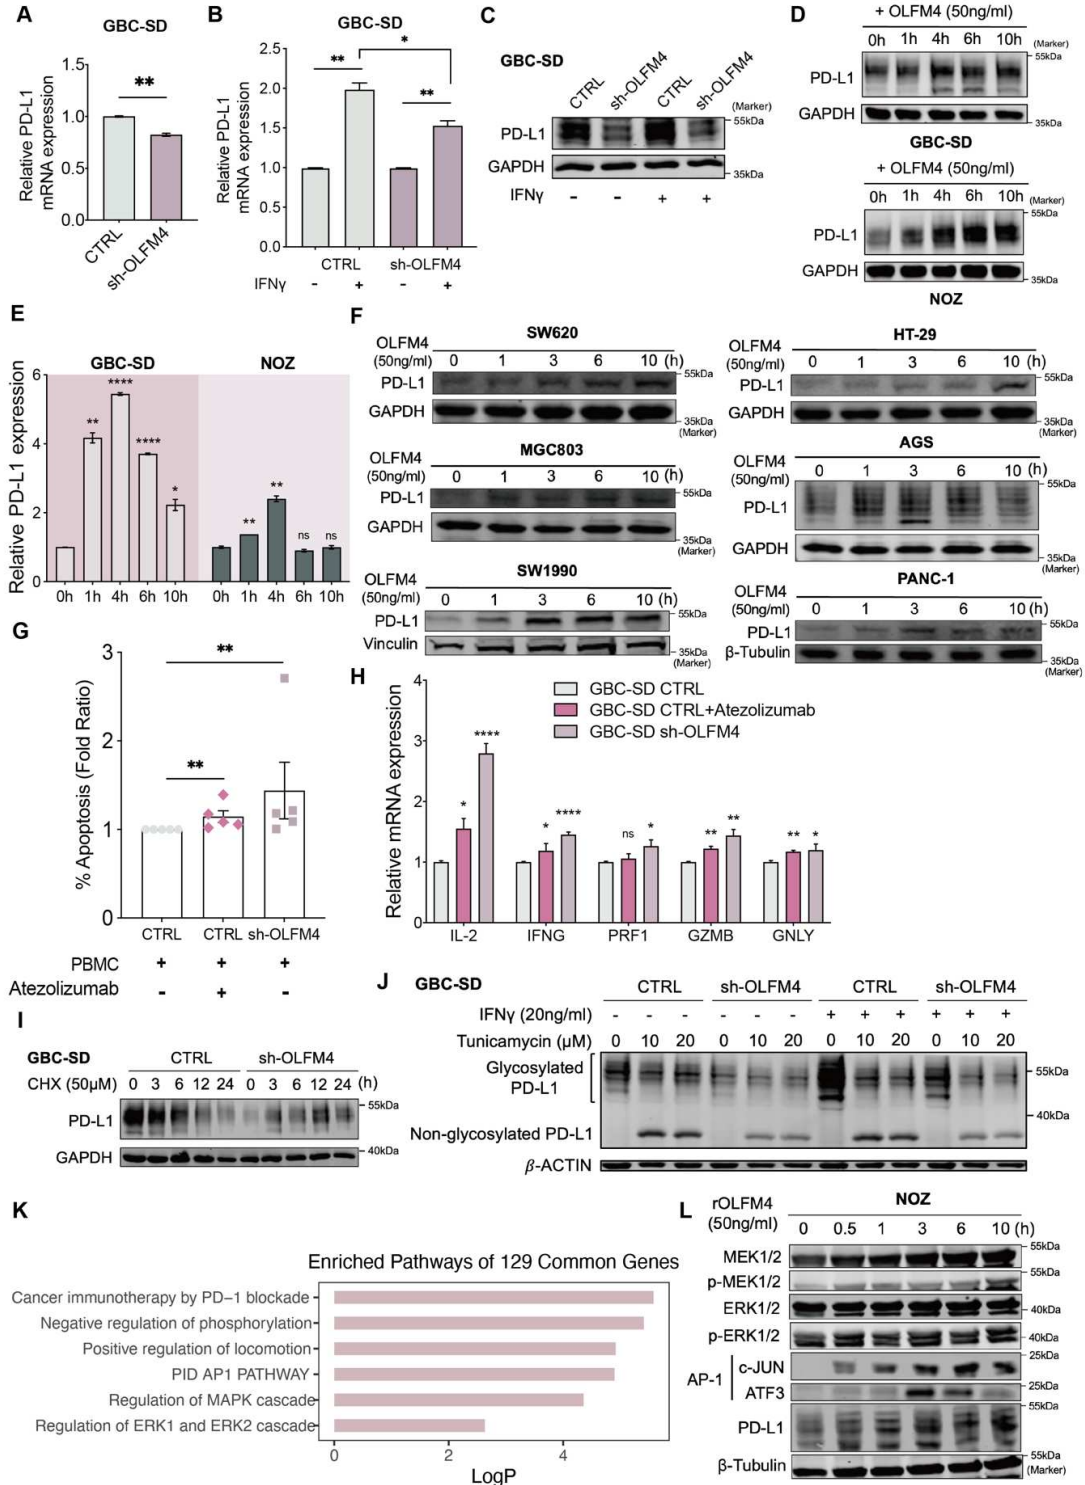 A
GBC-SD
Relative PD-L1
mRNA expression
1.5
1.0
0.5
0.0
**
CTRL
sh-OLFM4
B
GBC-SD
Relative PD-L1
mRNA expression
2.5
2.0
1.5
1.0
0.5
0.0
**
*
**
CTRL
sh-OLFM4
IFNγ
-
+
-
+
C
GBC-SD
CTRL
sh-OLFM4
CTRL
sh-OLFM4
(Marker)
PD-L1
55kDa
GAPDH
35kDa
IFNγ
-
-
+
+
D
+ OLFM4 (50ng/ml)
0h 1h 4h 6h 10h (Marker)
PD-L1
55kDa
GAPDH
35kDa
GBC-SD
+ OLFM4 (50ng/ml)
0h 1h 4h 6h 10h (Marker)
PD-L1
55kDa
GAPDH
35kDa
NOZ
E
GBC-SD
NOZ
Relative PD-L1 expression
6
4
2
0
**
****
****
*
**
**
ns
ns
0h 1h 4h 6h 10h
0h 1h 4h 6h 10h
F
SW620
OLFM4
(50ng/ml) 0 1 3 6 10 (h)
PD-L1
55kDa
GAPDH
35kDa
(Marker)
HT-29
OLFM4
(50ng/ml) 0 1 3 6 10 (h)
PD-L1
55kDa
GAPDH
35kDa
(Marker)
MGC803
OLFM4
(50ng/ml) 0 1 3 6 10 (h)
PD-L1
55kDa
GAPDH
35kDa
(Marker)
AGS
OLFM4
(50ng/ml) 0 1 3 6 10 (h)
PD-L1
55kDa
GAPDH
35kDa
(Marker)
SW1990
OLFM4
(50ng/ml) 0 1 3 6 10 (h)
PD-L1
55kDa
Vinculin
35kDa
(Marker)
PANC-1
OLFM4
(50ng/ml) 0 1 3 6 10 (h)
PD-L1
55kDa
β-Tubulin
35kDa
(Marker)
G
% Apoptosis (Fold Ratio)
3
2
1
0
**
**
CTRL CTRL sh-OLFM4
PBMC + + +
Atezolizumab - + -
H
Relative mRNA expression
4
3
2
1
0
GBC-SD CTRL
GBC-SD CTRL+Atezolizumab
GBC-SD sh-OLFM4
* **** * **** ns * ** ** ** *
IL-2 IFNG PRF1 GZMB GNLY
I
GBC-SD CTRL sh-OLFM4
CHX (50μM) 0 3 6 12 24 0 3 6 12 24 (h)
PD-L1
55kDa
GAPDH
40kDa
J
GBC-SD CTRL sh-OLFM4 CTRL sh-OLFM4
IFNγ (20ng/ml) - - - - - - + + + + + +
Tunicamycin (μM) 0 10 20 0 10 20 0 10 20 0 10 20
Glycosylated
PD-L1
55kDa
40kDa
Non-glycosylated PD-L1
β-ACTIN
K
Enriched Pathways of 129 Common Genes
Cancer immunotherapy by PD−1 blockade
Negative regulation of phosphorylation
Positive regulation of locomotion
PID AP1 PATHWAY
Regulation of MAPK cascade
Regulation of ERK1 and ERK2 cascade
0 2 4
LogP
L
NOZ
rOLFM4
(50ng/ml) 0 0.5 1 3 6 10 (h)
MEK1/2
55kDa
p-MEK1/2
55kDa
ERK1/2
40kDa
p-ERK1/2
40kDa
AP-1
c-JUN
25kDa
ATF3
25kDa
PD-L1
55kDa
β-Tubulin
55kDa
(Marker)